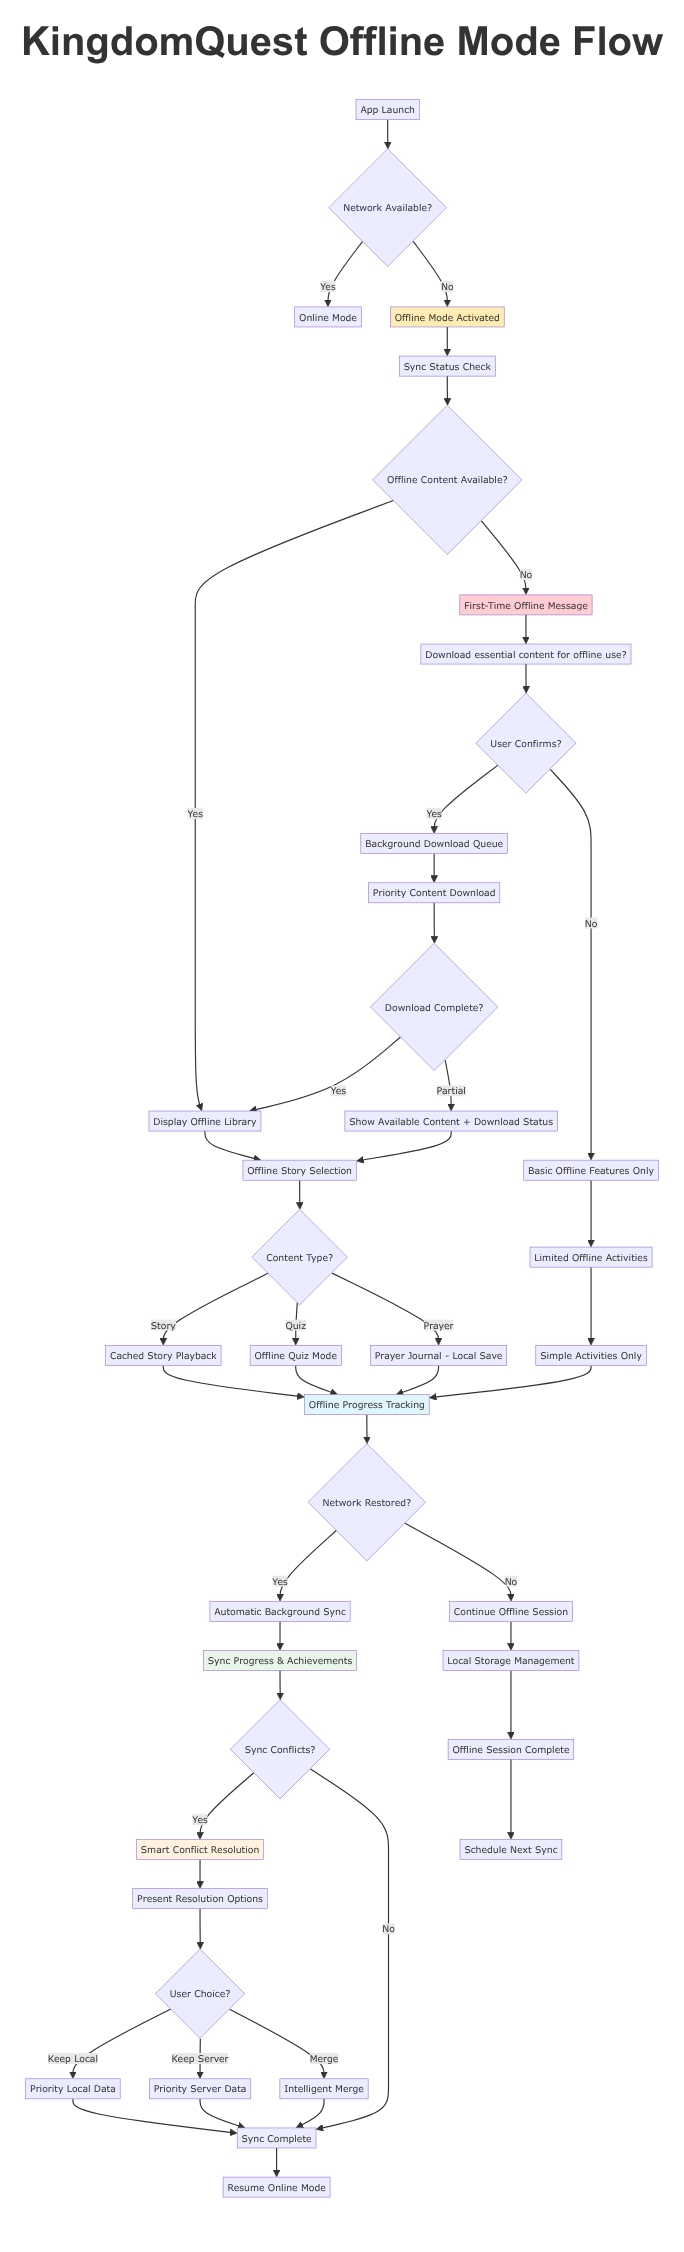 KingdomQuest Offline Mode Flow
App Launch
Network Available?
Yes
No
Online Mode
Offline Mode Activated
Sync Status Check
Offline Content Available?
No
First-Time Offline Message
Download essential content for offline use?
User Confirms?
Yes
Yes
Background Download Queue
Priority Content Download
No
Download Complete?
Yes
Partial
Display Offline Library
Show Available Content + Download Status
Offline Story Selection
Basic Offline Features Only
Content Type?
Limited Offline Activities
Story
Quiz
Prayer
Cached Story Playback
Offline Quiz Mode
Prayer Journal - Local Save
Simple Activities Only
Offline Progress Tracking
Network Restored?
Yes
No
Automatic Background Sync
Continue Offline Session
Sync Progress & Achievements
Local Storage Management
Sync Conflicts?
Offline Session Complete
Yes
Smart Conflict Resolution
Schedule Next Sync
Present Resolution Options
No
User Choice?
Keep Local
Keep Server
Merge
Priority Local Data
Priority Server Data
Intelligent Merge
Sync Complete
Resume Online Mode